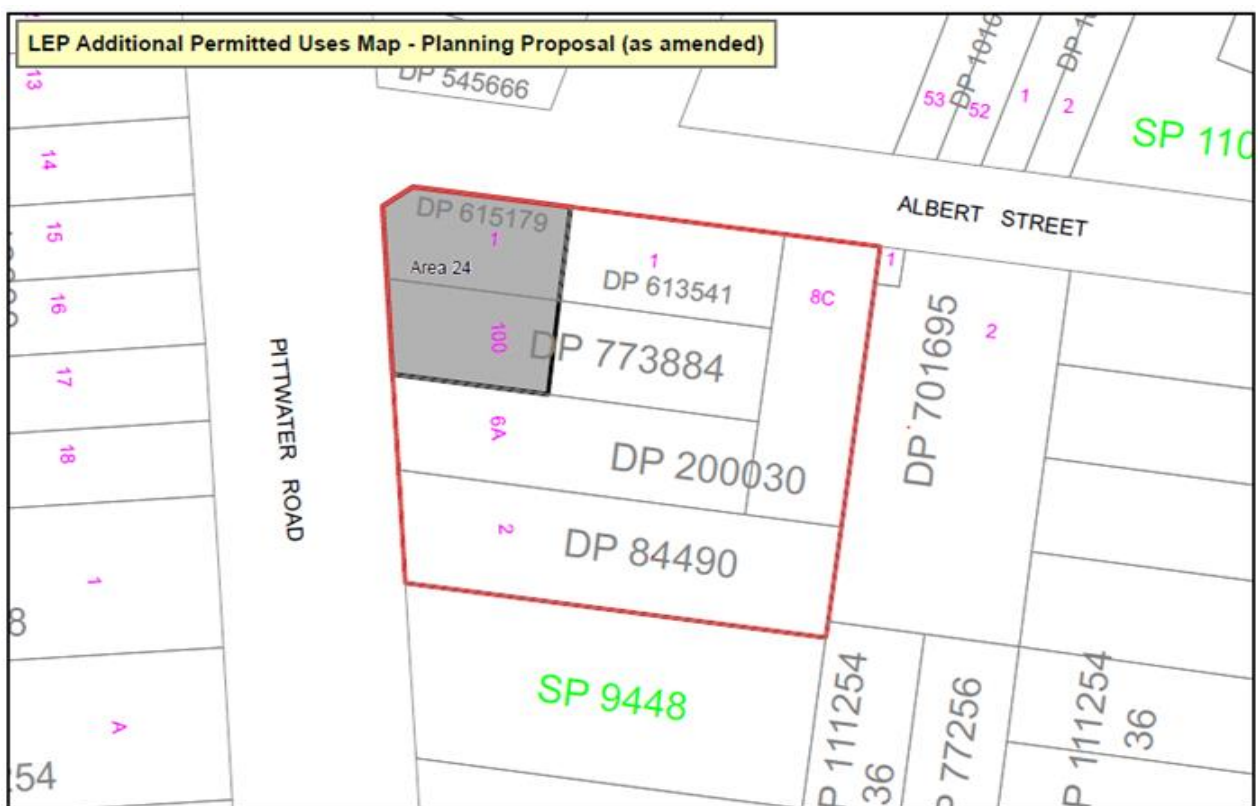 LEP Additional Permitted Uses Map - Planning Proposal (as amended)
DP 545666
13
14
15
16
17
18
1
A
8
54
PITTWATER ROAD
ALBERT STREET
53
52
1
2
SP 110
DP 615179
1
Area 24
100
1
DP 613541
DP 773884
8C
6A
DP 200030
2
DP 84490
1
DP 701695
2
SP 9448
P 111254
36
P 77256
P 111254
36